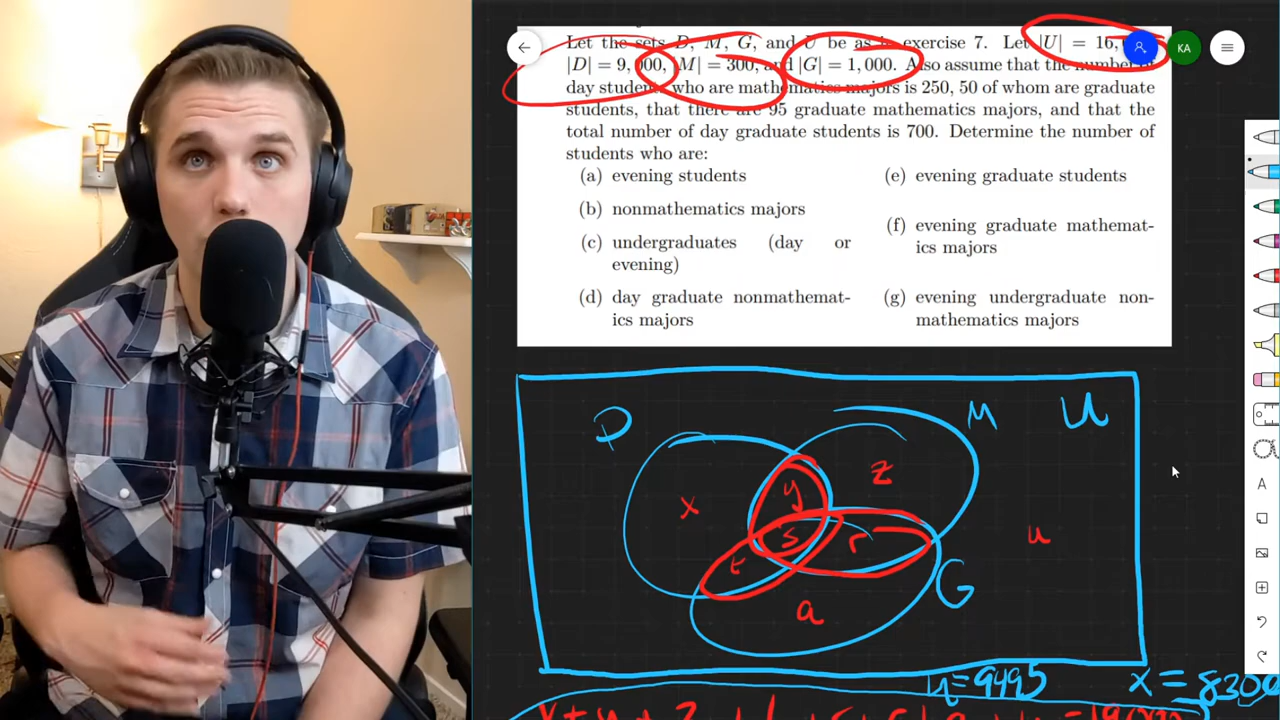 Let the sets D, M, G, and U be as in exercise 7. Let |U| = 16,
|D| = 9,000, |M| = 300, and |G| = 1,000. Also assume that the number of
day students who are mathematics majors is 250, 50 of whom are graduate
students, that there are 95 graduate mathematics majors, and that the
total number of day graduate students is 700. Determine the number of
students who are:
(a) evening students
(b) nonmathematics majors
(c) undergraduates (day or
evening)
(d) day graduate nonmathemat-
ics majors
(e) evening graduate students
(f) evening graduate mathemat-
ics majors
(g) evening undergraduate non-
mathematics majors
KA
A
D
M
U
x
y
z
s
r
t
u
a
G
u=9495
x = 8300